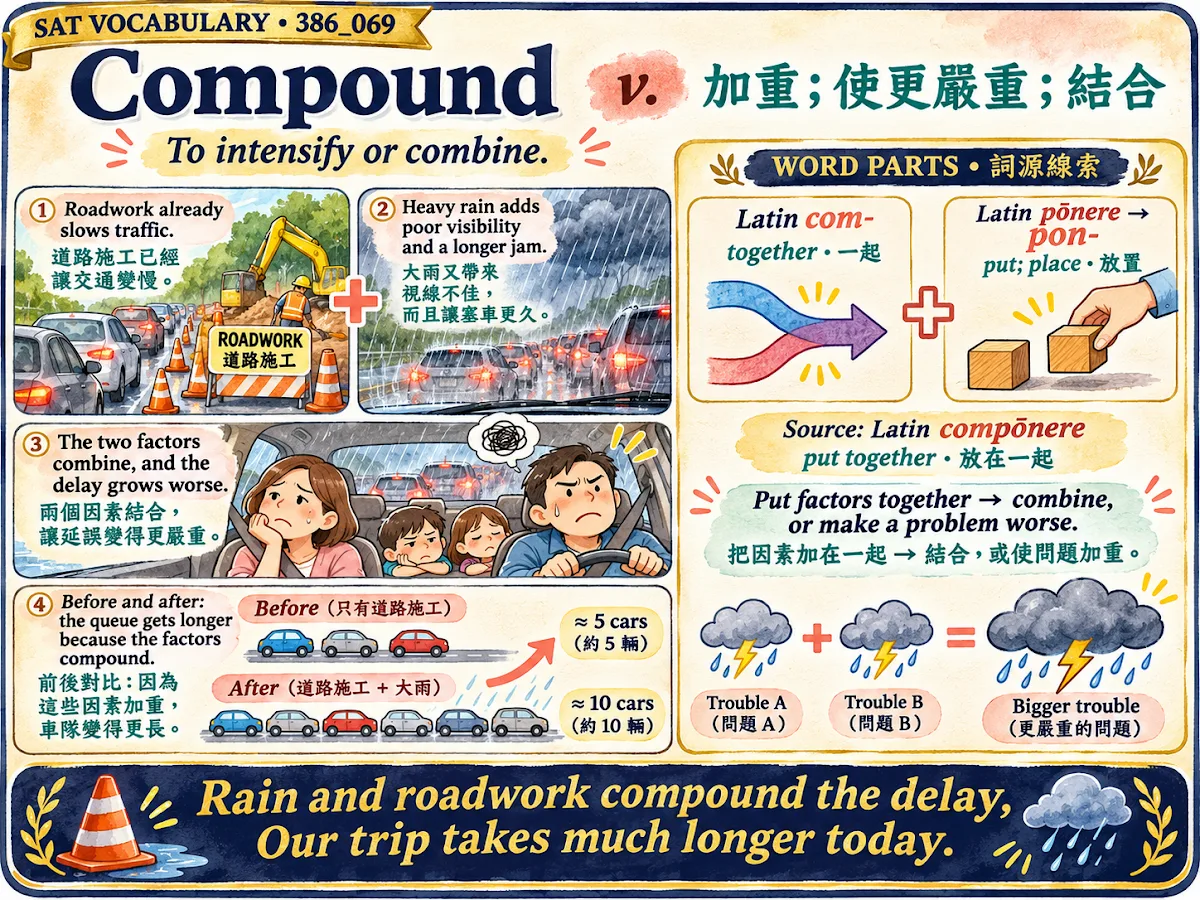 SAT VOCABULARY • 386_069
Compound
v.
加重；使更嚴重；結合
To intensify or combine.
1 Roadwork already
slows traffic.
道路施工已經
讓交通變慢。
ROADWORK
道路施工
2 Heavy rain adds
poor visibility
and a longer jam.
大雨又帶來
視線不佳，
而且讓塞車更久。
3 The two factors
combine, and the
delay grows worse.
兩個因素結合，
讓延誤變得更嚴重。
4 Before and after:
the queue gets longer
because the factors
compound.
前後對比：因為
這些因素加重，
車隊變得更長。
Before (只有道路施工)
≈ 5 cars
(約 5 輛)
After (道路施工 + 大雨)
≈ 10 cars
(約 10 輛)
WORD PARTS • 詞源線索
Latin com-
together · 一起
+
Latin pōnere →
pon-
put; place · 放置
Source: Latin compōnere
put together · 放在一起
Put factors together → combine,
or make a problem worse.
把因素加在一起 → 結合，或使問題加重。
+ =
Trouble A
(問題 A)
Trouble B
(問題 B)
Bigger trouble
(更嚴重的問題)
Rain and roadwork compound the delay,
Our trip takes much longer today.